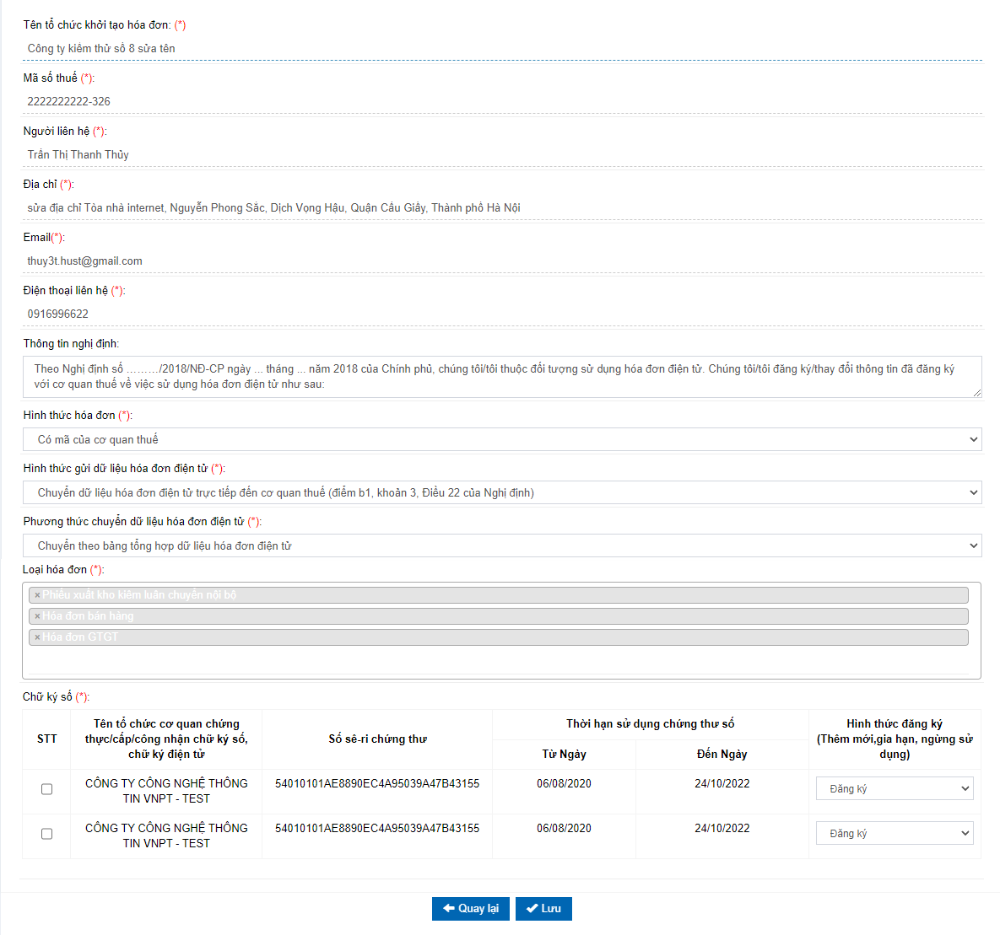 Tên tổ chức khởi tạo hóa đơn: (*)
Công ty kiểm thử số 8 sửa tên
Mã số thuế (*):
2222222222-326
Người liên hệ (*):
Trần Thị Thanh Thủy
Địa chỉ (*):
sửa địa chỉ Tòa nhà internet, Nguyễn Phong Sắc, Dịch Vọng Hậu, Quận Cầu Giấy, Thành phố Hà Nội
Email(*):
thuy3t.hust@gmail.com
Điện thoại liên hệ (*):
0916996622
Thông tin nghị định:
Theo Nghị định số ………/2018/NĐ-CP ngày ... tháng ... năm 2018 của Chính phủ, chúng tôi/tôi thuộc đối tượng sử dụng hóa đơn điện tử. Chúng tôi/tôi đăng ký/thay đổi thông tin đã đăng ký
với cơ quan thuế về việc sử dụng hóa đơn điện tử như sau:
Hình thức hóa đơn (*):
Có mã của cơ quan thuế
Hình thức gửi dữ liệu hóa đơn điện tử (*):
Chuyển dữ liệu hóa đơn điện tử trực tiếp đến cơ quan thuế (điểm b1, khoản 3, Điều 22 của Nghị định)
Phương thức chuyển dữ liệu hóa đơn điện tử (*):
Chuyển theo bảng tổng hợp dữ liệu hóa đơn điện tử
Loại hóa đơn (*):
× Phiếu xuất kho kiêm luân chuyển nội bộ
× Hóa đơn bán hàng
× Hóa đơn GTGT
Chữ ký số (*):
STT
Tên tổ chức cơ quan chứng
thực/cấp/công nhận chữ ký số,
chữ ký điện tử
Số sê-ri chứng thư
Thời hạn sử dụng chứng thư số
Từ Ngày
Đến Ngày
Hình thức đăng ký
(Thêm mới,gia hạn, ngừng sử
dụng)
CÔNG TY CÔNG NGHỆ THÔNG
TIN VNPT - TEST
54010101AE8890EC4A95039A47B43155
06/08/2020
24/10/2022
Đăng ký
CÔNG TY CÔNG NGHỆ THÔNG
TIN VNPT - TEST
54010101AE8890EC4A95039A47B43155
06/08/2020
24/10/2022
Đăng ký
Quay lại
Lưu